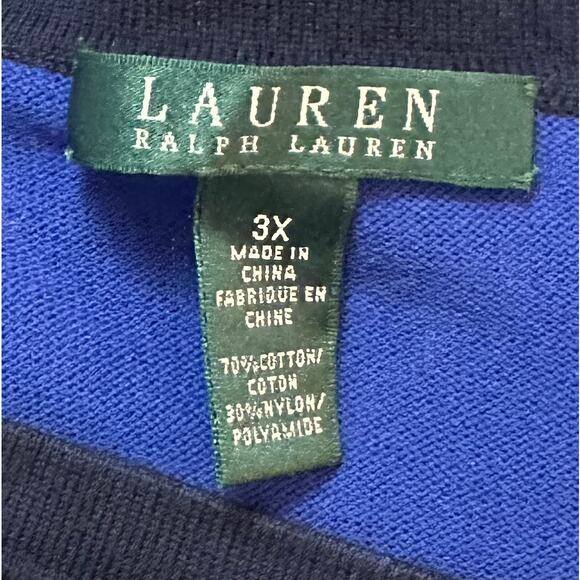 LAUREN
RALPH LAUREN
3X
MADE IN
CHINA
FABRIQUE EN
CHINE
70%COTTON/
COTON
30%NYLON/
POLYAMIDE